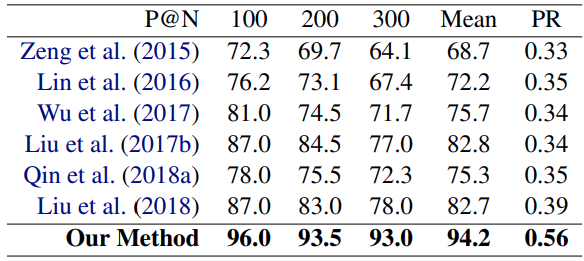 P@N 100 200 300 Mean PR
Zeng et al. (2015) 72.3 69.7 64.1 68.7 0.33
Lin et al. (2016) 76.2 73.1 67.4 72.2 0.35
Wu et al. (2017) 81.0 74.5 71.7 75.7 0.34
Liu et al. (2017b) 87.0 84.5 77.0 82.8 0.34
Qin et al. (2018a) 78.0 75.5 72.3 75.3 0.35
Liu et al. (2018) 87.0 83.0 78.0 82.7 0.39
Our Method 96.0 93.5 93.0 94.2 0.56